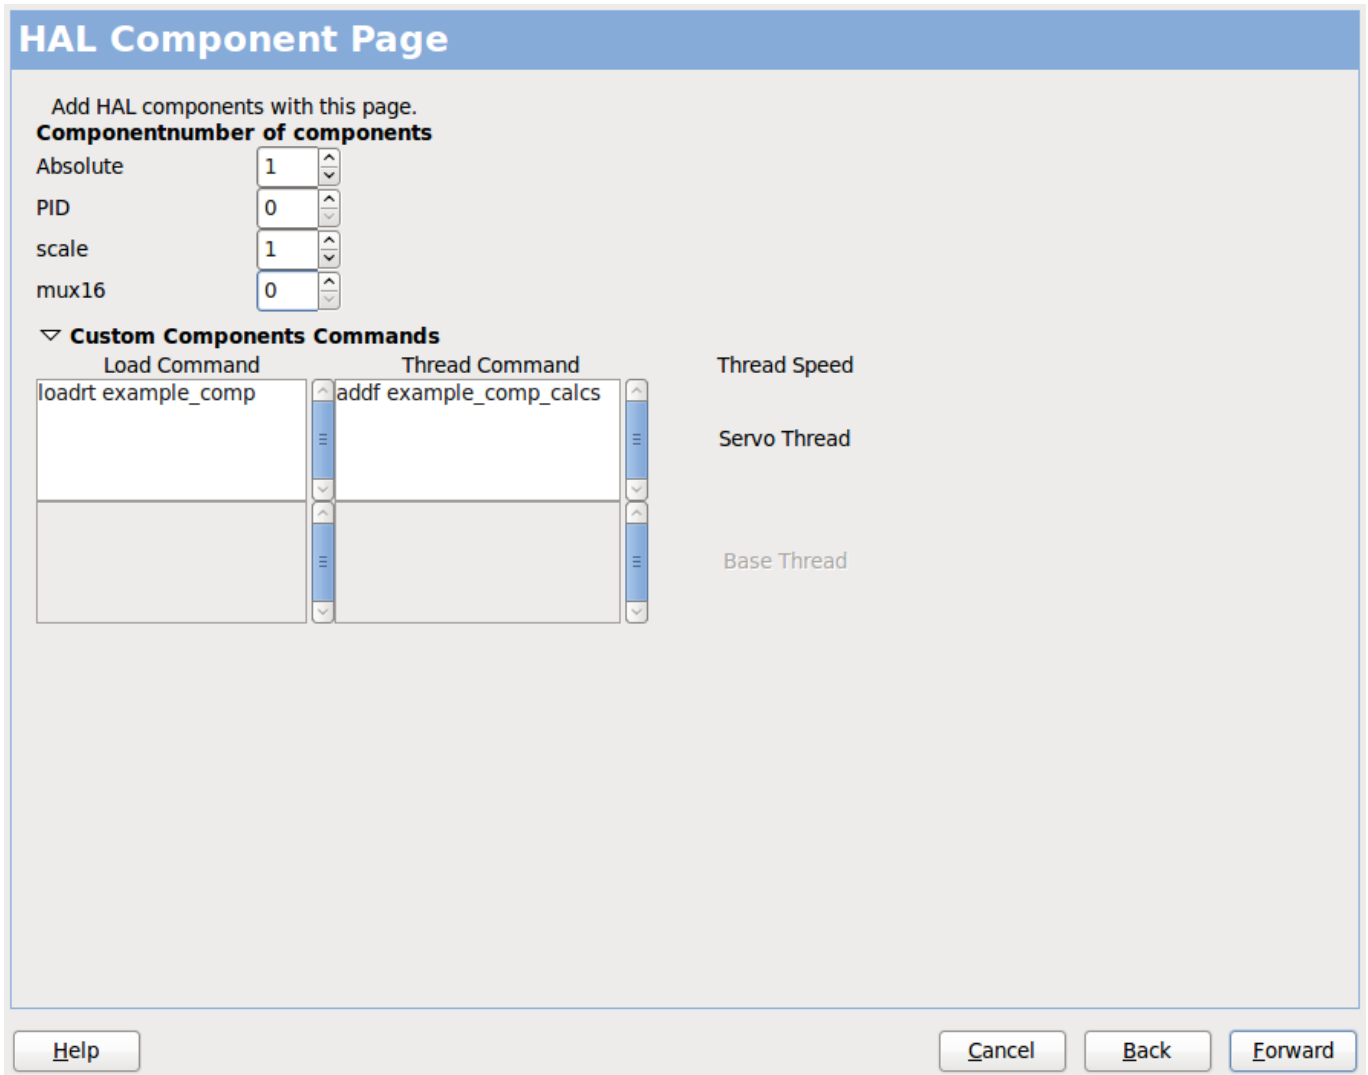 HAL Component Page
Add HAL components with this page.
Componentnumber of components
Absolute 1
PID 0
scale 1
mux16 0
Custom Components Commands
Load Command Thread Command Thread Speed
loadrt example_comp addf example_comp_calcs
Servo Thread
Base Thread
Help Cancel Back Forward